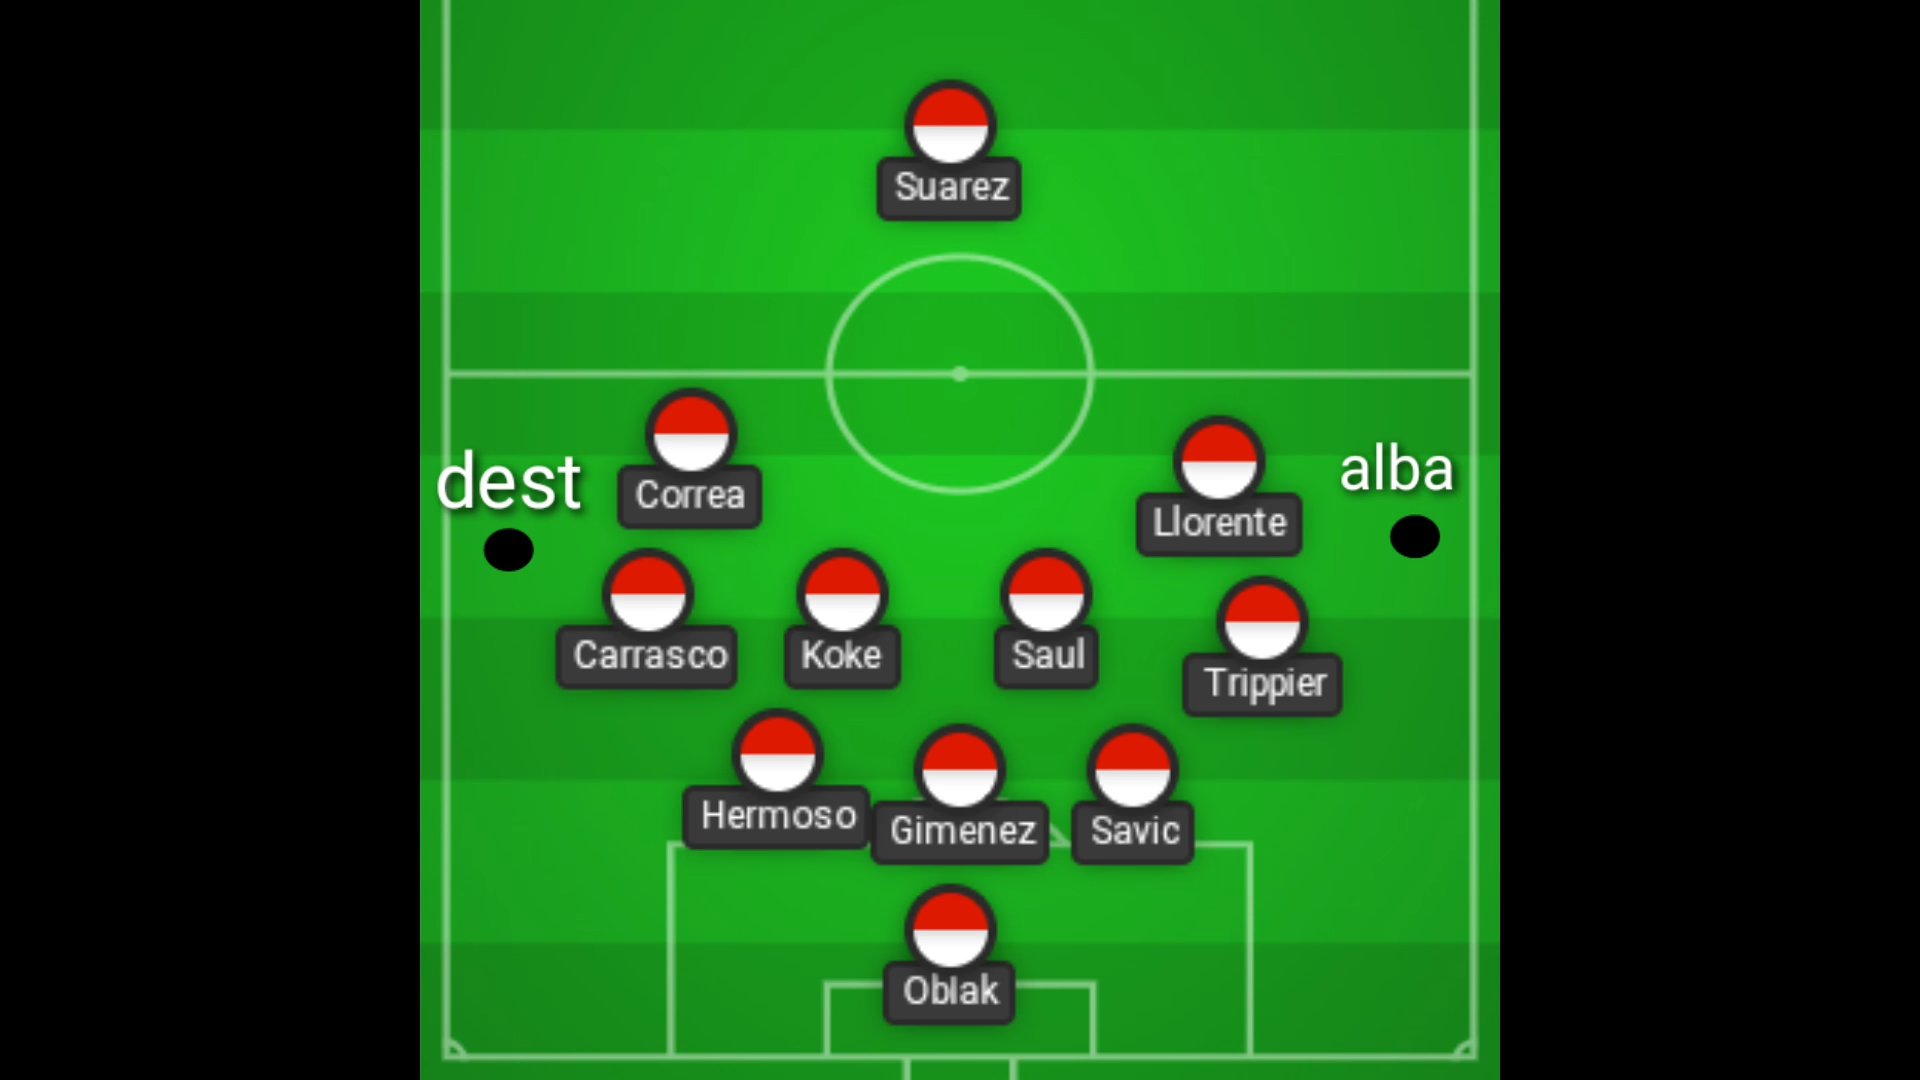 Suarez
Correa
dest
alba
Llorente
Carrasco
Koke
Saul
Trippier
Hermoso
Gimenez
Savic
Oblak